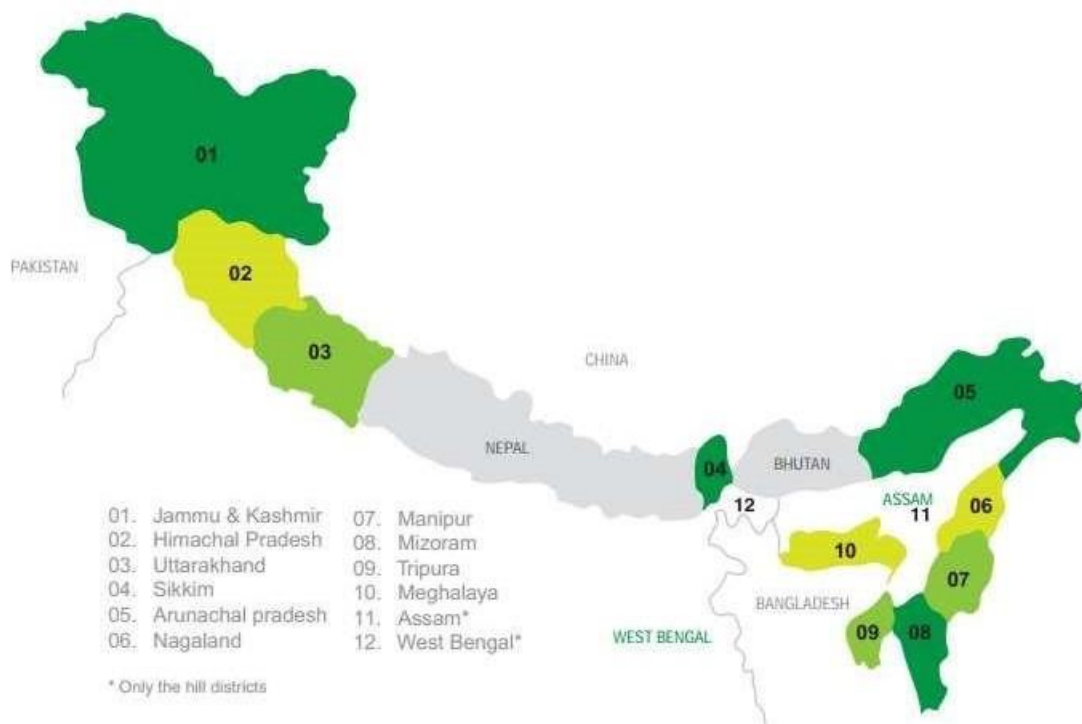 01
PAKISTAN
02
03
CHINA
05
NEPAL
04
BHUTAN
12
ASSAM
11
06
10
07
BANGLADESH
WEST BENGAL
09
08
01. Jammu & Kashmir
02. Himachal Pradesh
03. Uttarakhand
04. Sikkim
05. Arunachal pradesh
06. Nagaland
07. Manipur
08. Mizoram
09. Tripura
10. Meghalaya
11. Assam*
12. West Bengal*
* Only the hill districts